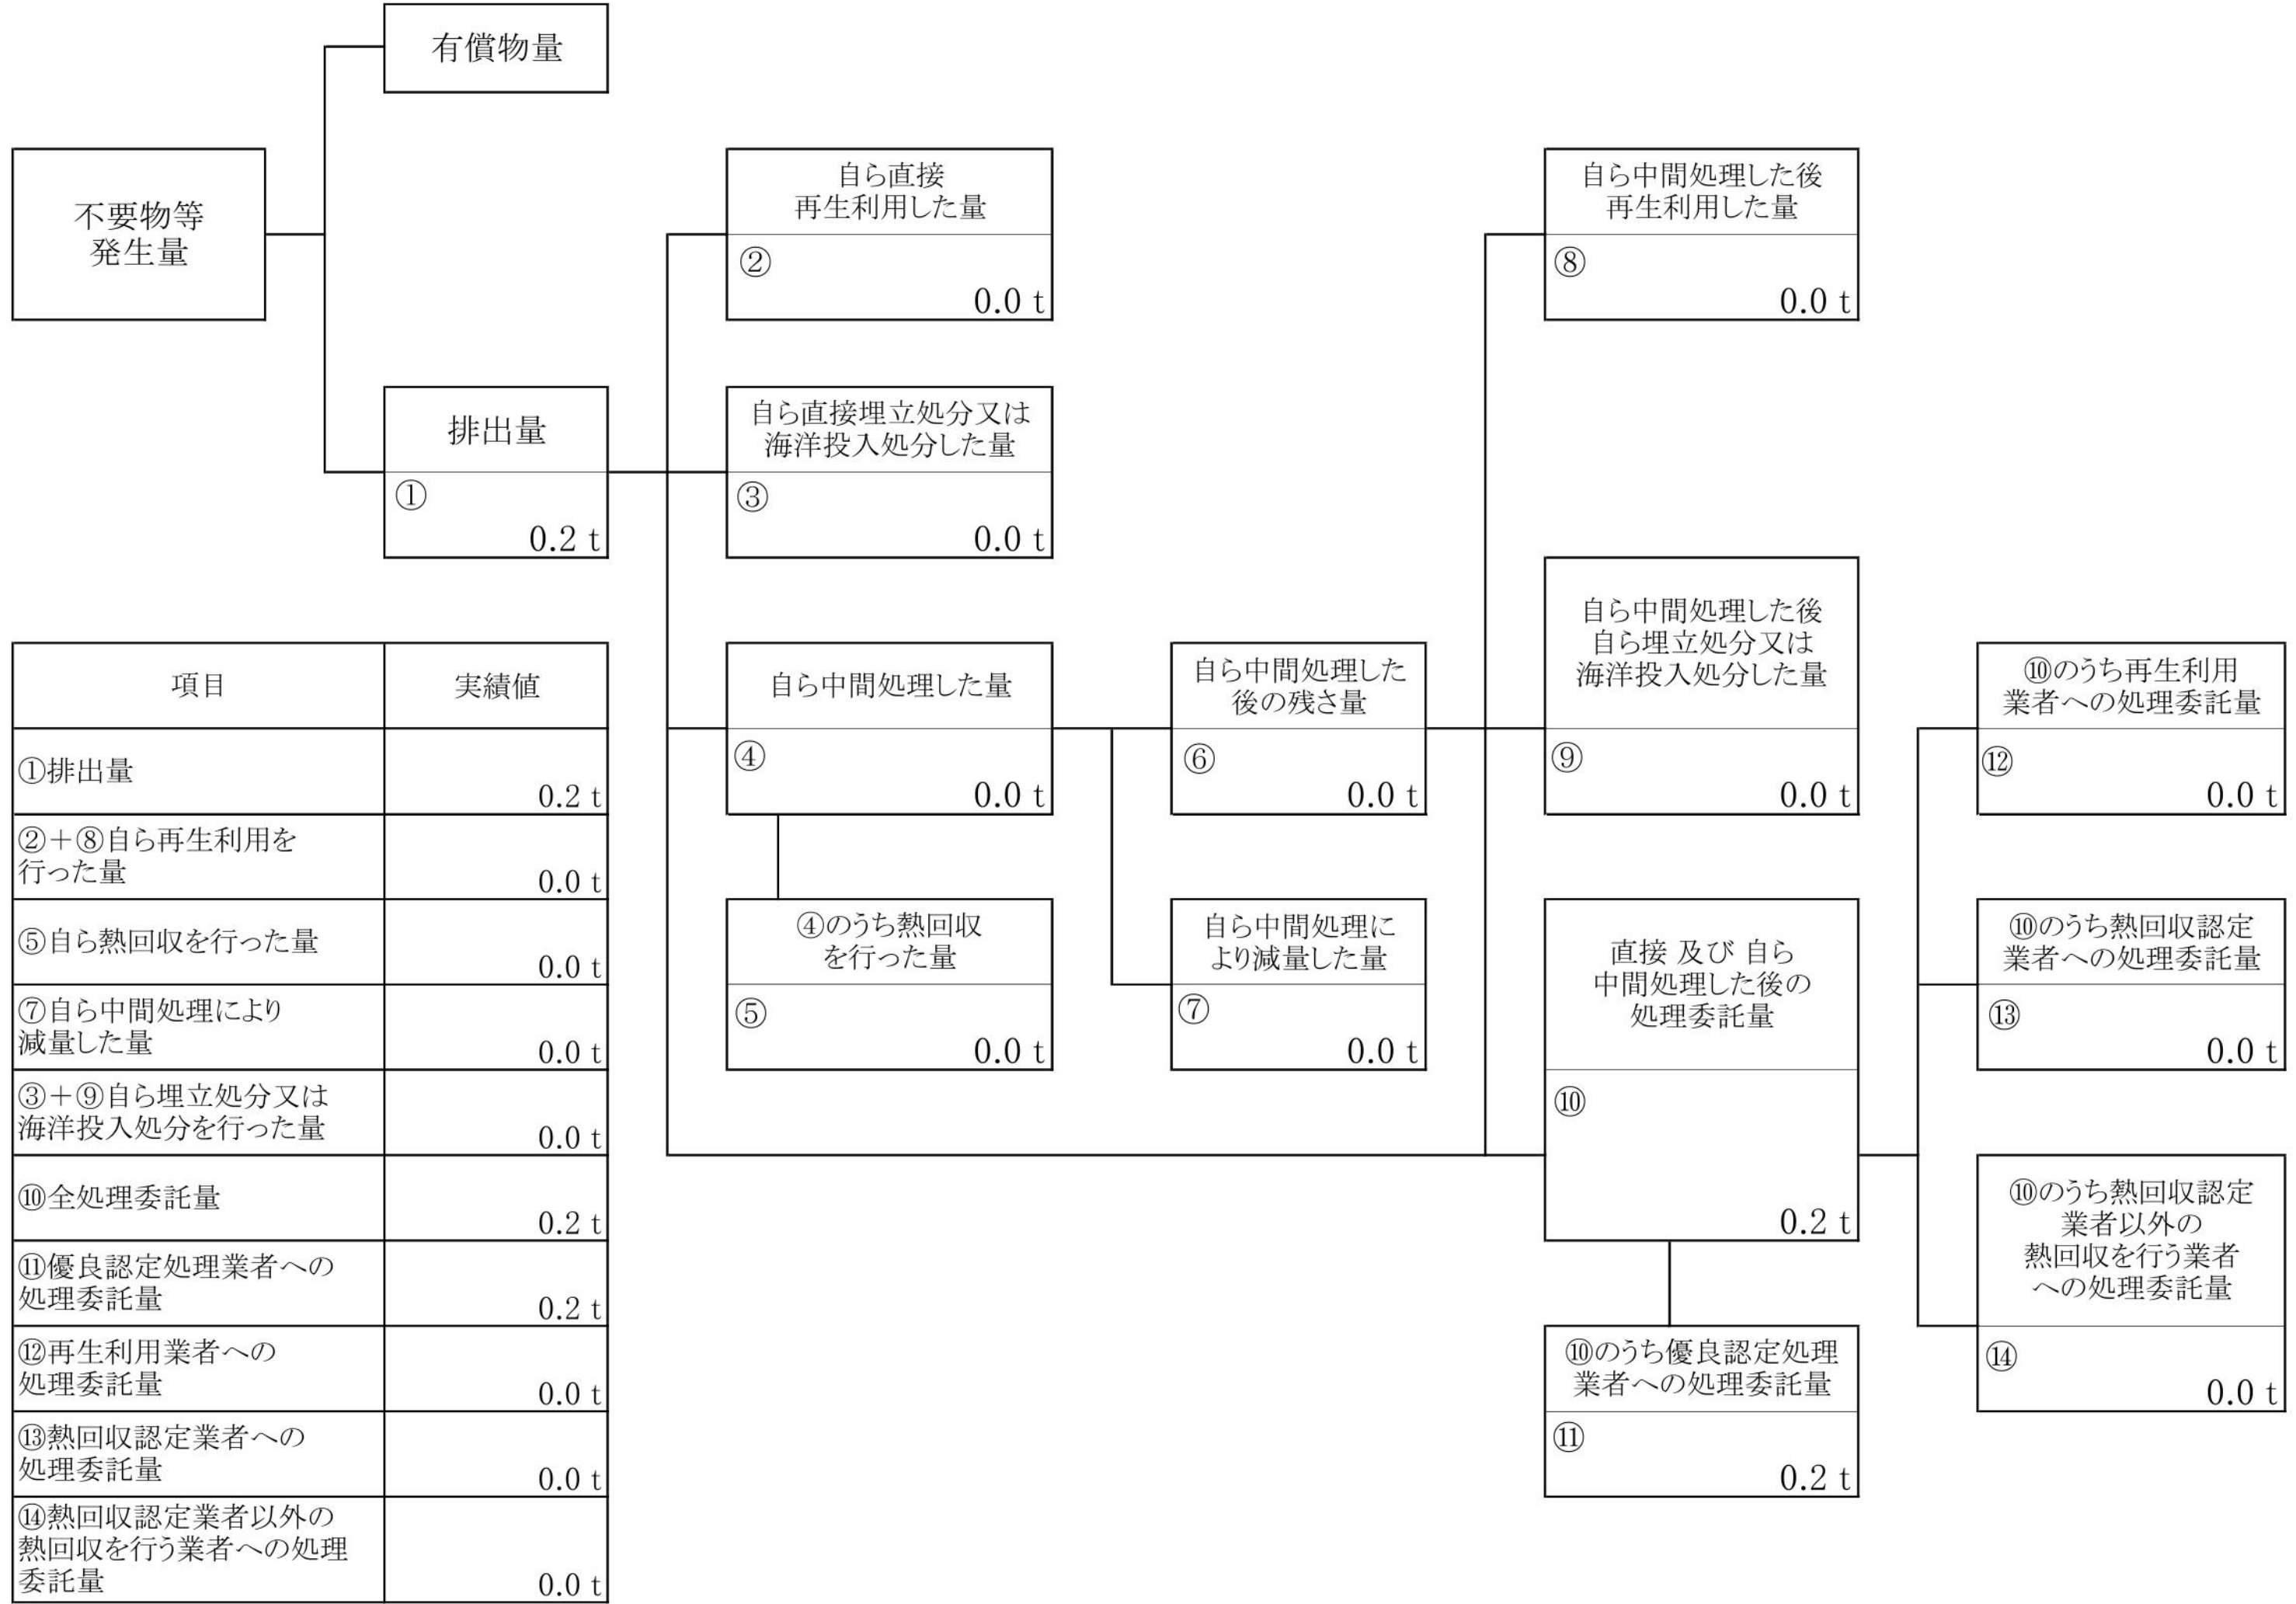 有償物量
不要物等
発生量
自ら直接
再生利用した量
②
0.0 t
自ら中間処理した後
再生利用した量
⑧
0.0 t
排出量
①
0.2 t
自ら直接埋立処分又は
海洋投入処分した量
③
0.0 t
自ら中間処理した量
④
0.0 t
自ら中間処理した
後の残さ量
⑥
0.0 t
自ら中間処理した後
自ら埋立処分又は
海洋投入処分した量
⑨
0.0 t
⑩のうち再生利用
業者への処理委託量
⑫
0.0 t
④のうち熱回収
を行った量
⑤
0.0 t
自ら中間処理に
より減量した量
⑦
0.0 t
直接 及び 自ら
中間処理した後の
処理委託量
⑩
0.2 t
⑩のうち熱回収認定
業者への処理委託量
⑬
0.0 t
⑩のうち熱回収認定
業者以外の
熱回収を行う業者
への処理委託量
⑭
0.0 t
⑩のうち優良認定処理
業者への処理委託量
⑪
0.2 t
項目 実績値
①排出量
0.2 t
②＋⑧自ら再生利用を
行った量
0.0 t
⑤自ら熱回収を行った量
0.0 t
⑦自ら中間処理により
減量した量
0.0 t
③＋⑨自ら埋立処分又は
海洋投入処分を行った量
0.0 t
⑩全処理委託量
0.2 t
⑪優良認定処理業者への
処理委託量
0.2 t
⑫再生利用業者への
処理委託量
0.0 t
⑬熱回収認定業者への
処理委託量
0.0 t
⑭熱回収認定業者以外の
熱回収を行う業者への処理
委託量
0.0 t